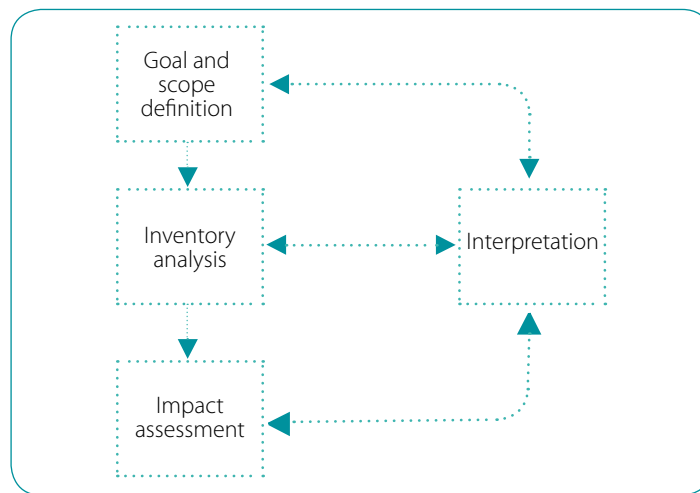 Goal and
scope
definition
Inventory
analysis
Interpretation
Impact
assessment